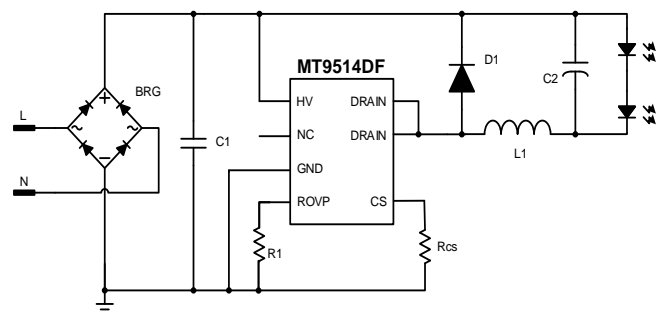 MT9514DF
D1
BRG
C2
L
HV
DRAIN
C1
NC
DRAIN
L1
GND
N
ROVP
CS
R1
Rcs